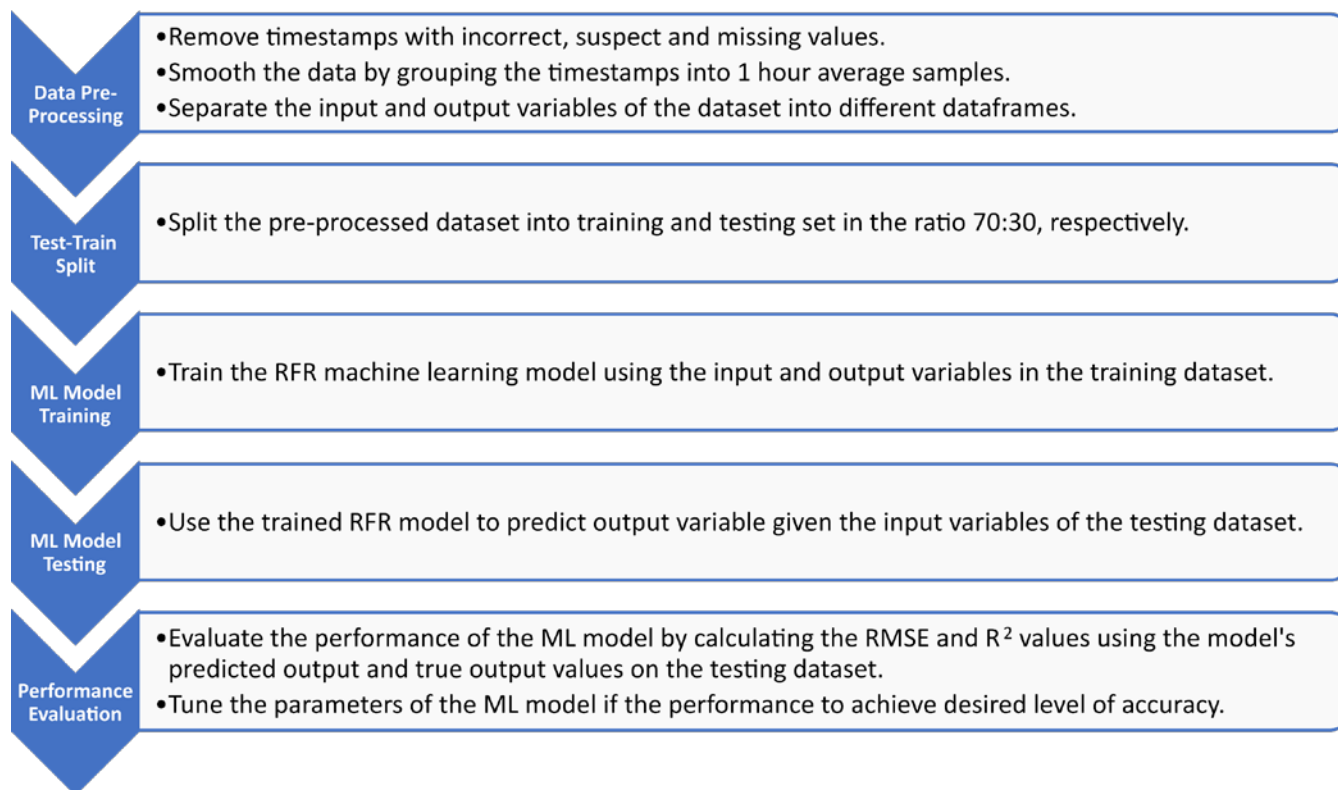 Data Pre-
Processing
•Remove timestamps with incorrect, suspect and missing values.
•Smooth the data by grouping the timestamps into 1 hour average samples.
•Separate the input and output variables of the dataset into different dataframes.
Test-Train
Split
•Split the pre-processed dataset into training and testing set in the ratio 70:30, respectively.
ML Model
Training
•Train the RFR machine learning model using the input and output variables in the training dataset.
ML Model
Testing
•Use the trained RFR model to predict output variable given the input variables of the testing dataset.
Performance
Evaluation
•Evaluate the performance of the ML model by calculating the RMSE and R² values using the model's
predicted output and true output values on the testing dataset.
•Tune the parameters of the ML model if the performance to achieve desired level of accuracy.